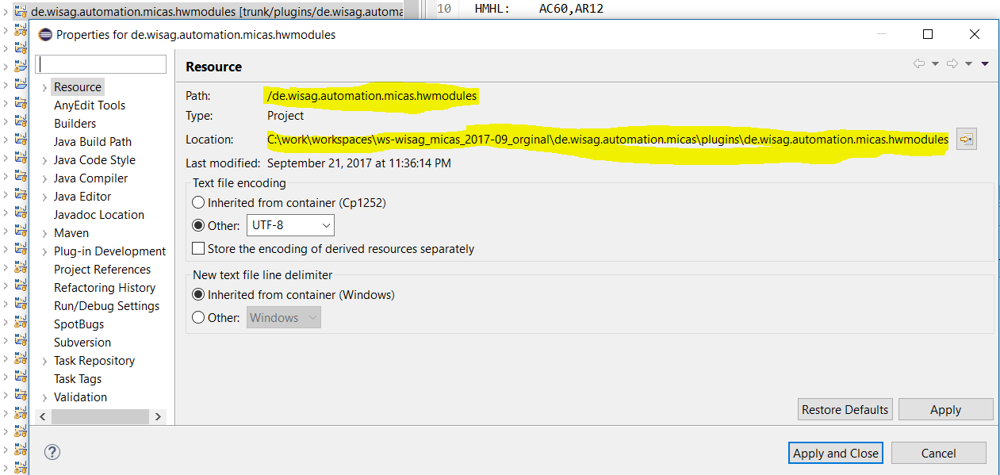 de.wisag.automation.micas.hwmodules [trunk/plugins/de.wisag.automa
10 HMHL: AC60,AR12
Properties for de.wisag.automation.micas.hwmodules
Resource
AnyEdit Tools
Builders
Java Build Path
Java Code Style
Java Compiler
Java Editor
Javadoc Location
Maven
Plug-in Development
Project References
Refactoring History
Run/Debug Settings
SpotBugs
Subversion
Task Repository
Task Tags
Validation
Resource
Path: /de.wisag.automation.micas.hwmodules
Type: Project
Location: C:\work\workspaces\ws-wisag_micas_2017-09_orginal\de.wisag.automation.micas\plugins\de.wisag.automation.micas.hwmodules
Last modified: September 21, 2017 at 11:36:14 PM
Text file encoding
Inherited from container (Cp1252)
Other: UTF-8
Store the encoding of derived resources separately
New text file line delimiter
Inherited from container (Windows)
Other: Windows
Restore Defaults Apply
Apply and Close Cancel